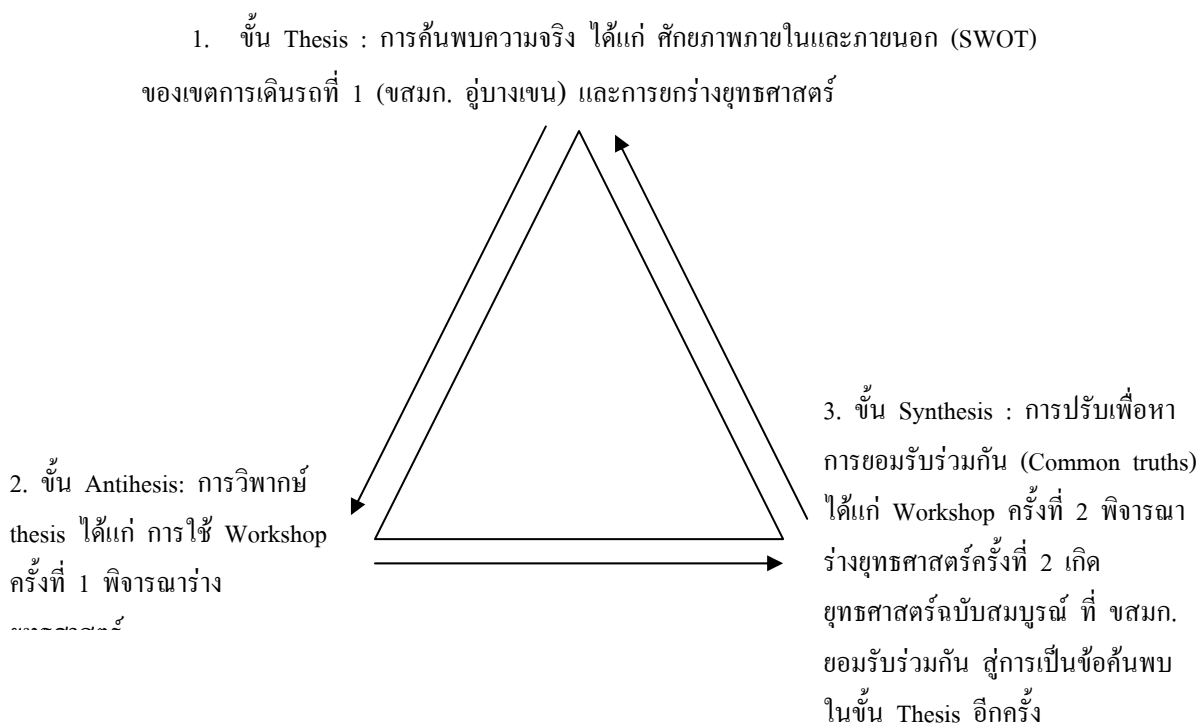 1. ขั้น Thesis : การค้นพบความจริง ได้แก่ ศักยภาพภายในและภายนอก (SWOT)
ของเขตการเดินรถที่ 1 (ขสมก. อู่บางเขน) และการยกร่างยุทธศาสตร์
2. ขั้น Antihesis: การวิพากษ์
thesis ได้แก่ การใช้ Workshop
ครั้งที่ 1 พิจารณาร่าง
3. ขั้น Synthesis : การปรับเพื่อหา
การยอมรับร่วมกัน (Common truths)
ได้แก่ Workshop ครั้งที่ 2 พิจารณา
ร่างยุทธศาสตร์ครั้งที่ 2 เกิด
ยุทธศาสตร์ฉบับสมบูรณ์ ที่ ขสมก.
ยอมรับร่วมกัน สู่การเป็นข้อค้นพบ
ในขั้น Thesis อีกครั้ง